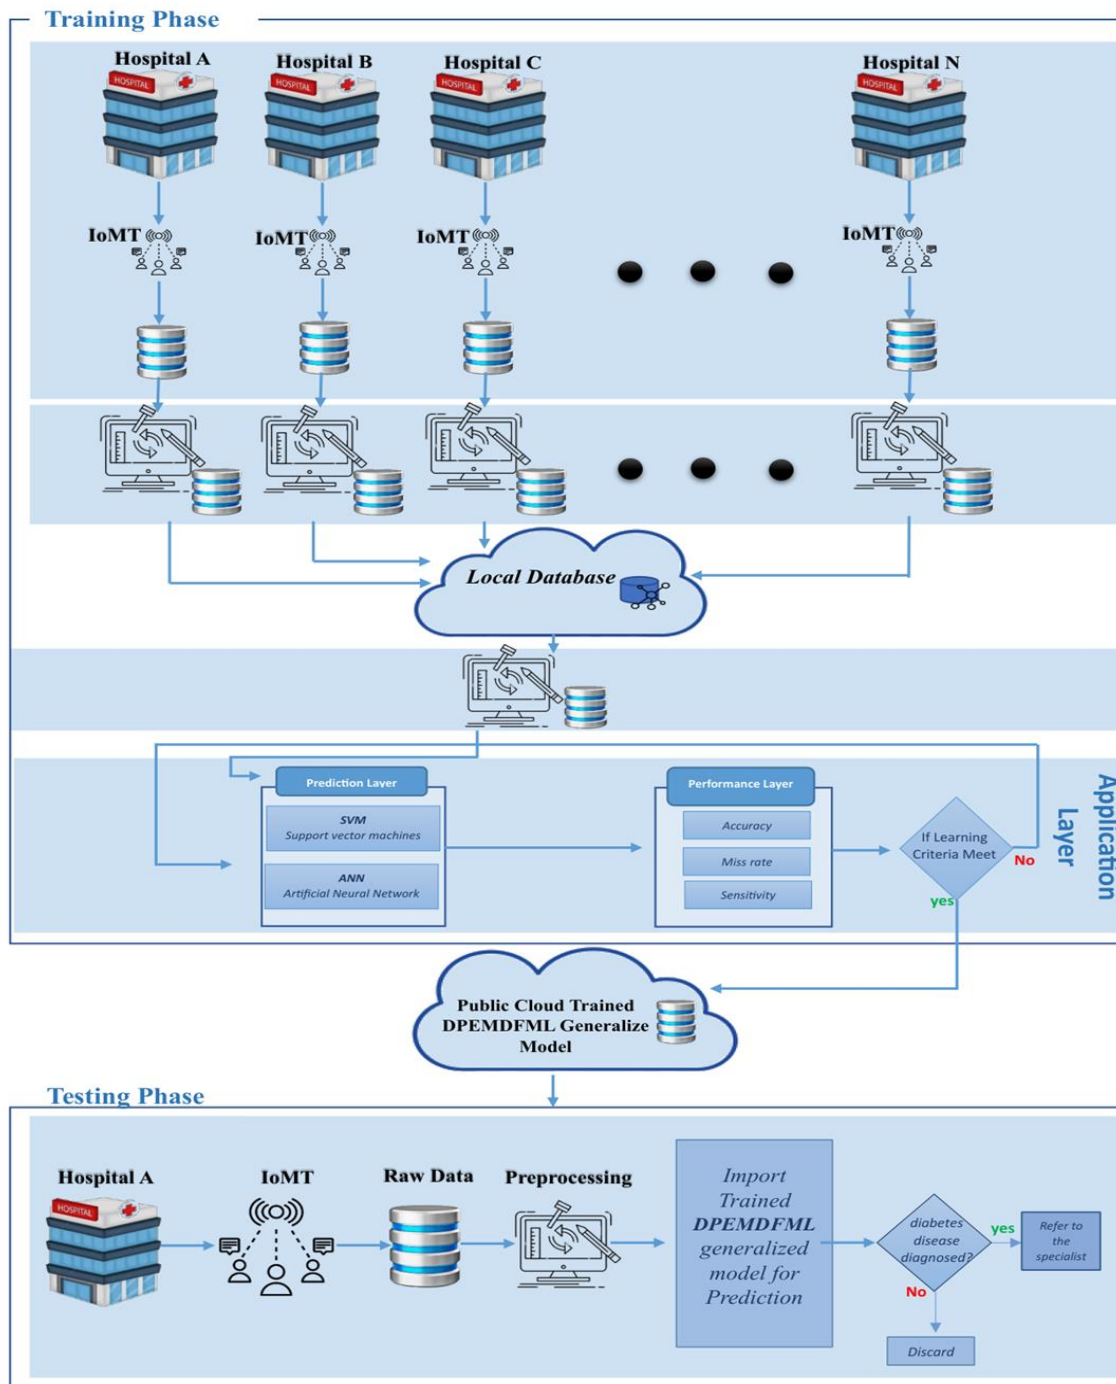 Training Phase
Hospital A
Hospital B
Hospital C
Hospital N
HOSPITAL
HOSPITAL
HOSPITAL
HOSPITAL
IoMT
IoMT
IoMT
IoMT
Local Database
Prediction Layer
SVM
Support vector machines
ANN
Artificial Neural Network
Performance Layer
Accuracy
Miss rate
Sensitivity
If Learning
Criteria Meet
No
yes
Application
Layer
Public Cloud Trained
DPEMDFML Generalize
Model
Testing Phase
Hospital A
HOSPITAL
IoMT
Raw Data
Preprocessing
Import
Trained
DPEMDFML
generalized
model for
Prediction
diabetes
disease
diagnosed?
yes
No
Refer to
the
specialist
Discard